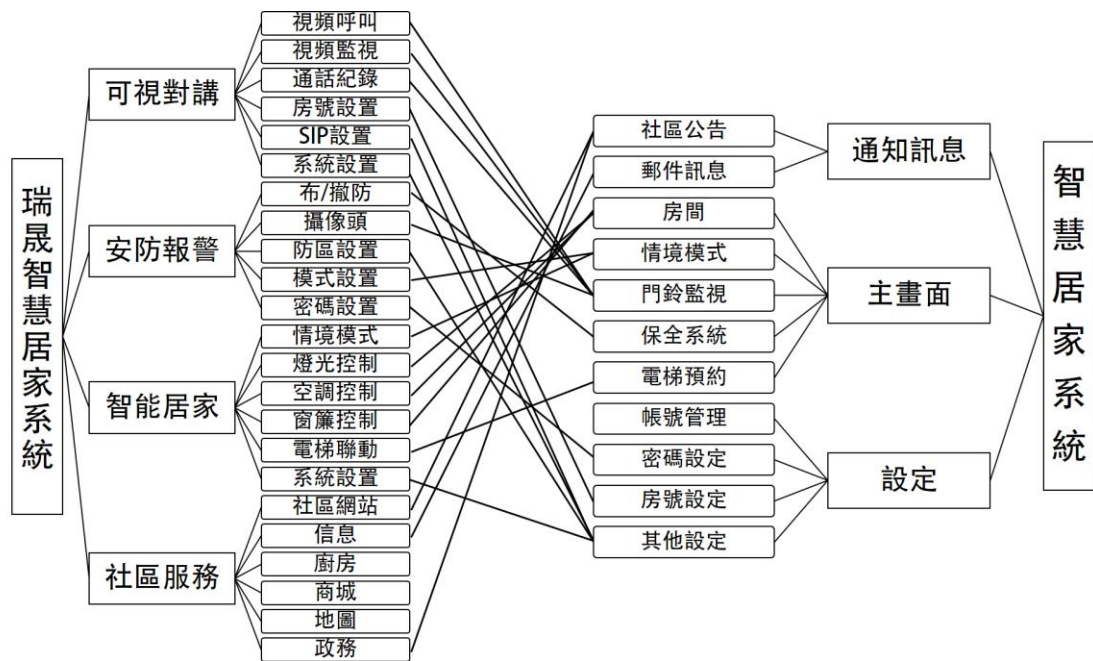 瑞晟智慧居家系統
可視對講
視頻呼叫
視頻監視
通話紀錄
房號設置
SIP設置
系統設置
安防報警
布/撤防
攝像頭
防區設置
模式設置
密碼設置
智能居家
情境模式
燈光控制
空調控制
窗簾控制
電梯聯動
系統設置
社區服務
社區網站
信息
廚房
商城
地圖
政務
社區公告
郵件訊息
房間
情境模式
門鈴監視
保全系統
電梯預約
帳號管理
密碼設定
房號設定
其他設定
通知訊息
主畫面
設定
智慧居家系統